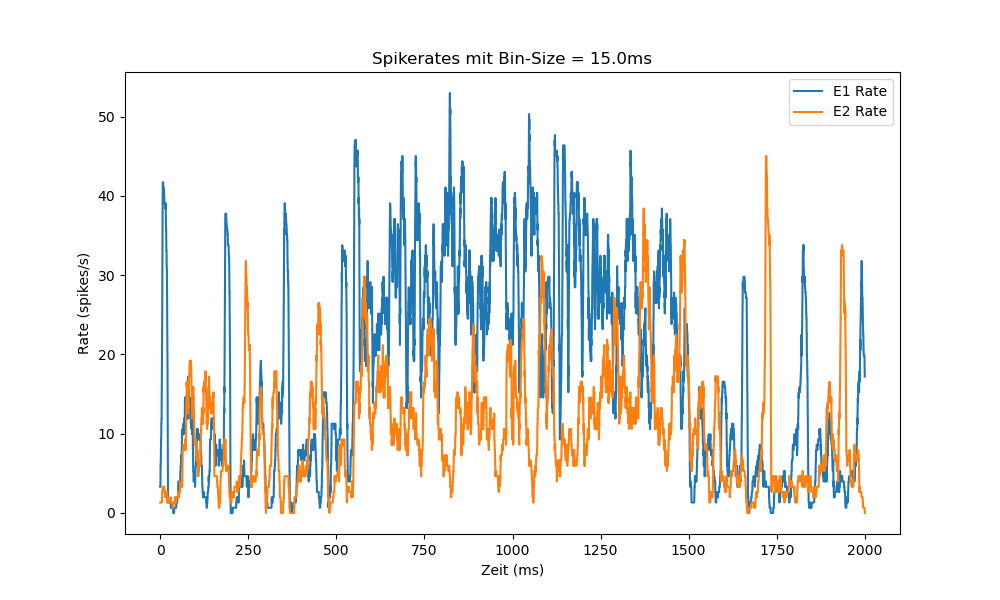 Spikerates mit Bin-Size = 15.0ms
E1 Rate
E2 Rate
50
40
30
20
10
0
Rate (spikes/s)
0 250 500 750 1000 1250 1500 1750 2000
Zeit (ms)